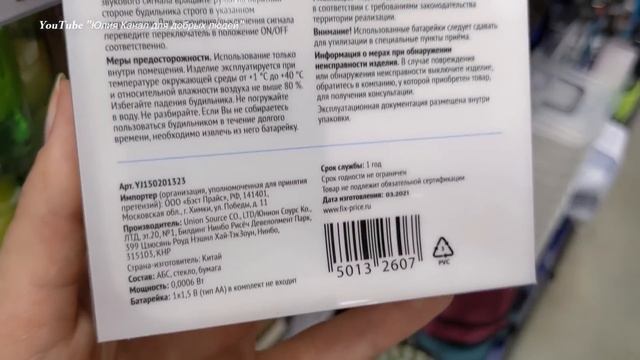 YouTube "Юлия Канал для добрых людей"
стороне будильника строго в указанном
переведите переключатель в положение ON/OFF
соответственно.
Меры предосторожности. Использование только
внутри помещения. Изделие эксплуатируется при
температуре окружающей среды от +1 °C до +40 °C
и относительной влажности воздуха не выше 80 %.
Избегайте падения будильника. Не погружать
в воду. Не разбирайте. Если Вы не собираетесь
пользоваться будильником в течение долгого
времени, необходимо извлечь из него батарейку.
в соответствии с требованиями законодательства
территории реализации.
Внимание! Использованные батарейки следует сдавать
для утилизации в специальные пункты приёма.
Информация о мерах при обнаружении
неисправности изделия. В случае повреждения
или обнаружения неисправности выключите изделие,
обратитесь в компанию, у которой приобретен товар,
для получения консультации.
Эксплуатационная документация размещена внутри
упаковки.
Арт.YJ150201323
Импортер (организация, уполномоченная для принятия
претензий). ООО «Бэст Прайс», РФ, 141401,
Московская обл., г. Химки, ул. Победы, д. 11
Производитель: Union Source CO., LTD/Юнион Соурс Ко.,
ЛТД, эт.20, №1, Билдинг Нинбо Рисёч Девелопмент Парк,
399 Цзюсянь Роуд Нэшнл Хай-ТэкЗоун, Нинбо,
315103, КНР
Страна-изготовитель: Китай
Состав: АБС, стекло, бумага
Мощность: 0,0006 Вт
Батарейка: 1х1,5 В (тип АА) в комплект не входит
Срок службы: 1 год
Срок годности не ограничен
Товар не подлежит обязательной сертификации
Дата изготовления: 03.2021
www.fix-price.ru
5013 2607
3
PVC